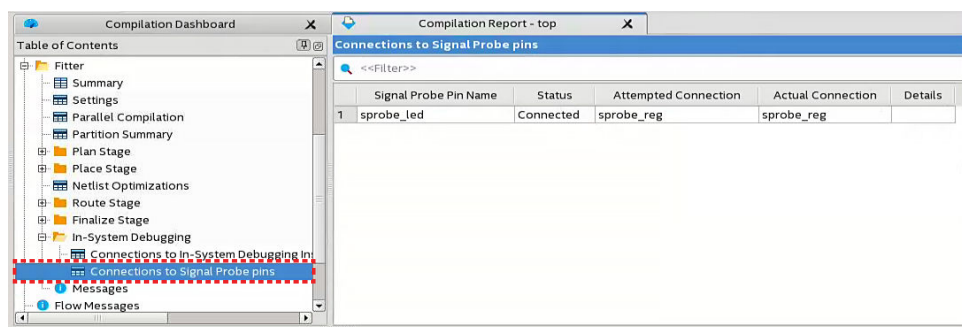 Compilation Dashboard
Compilation Report - top
Table of Contents
Fitter
Summary
Settings
Parallel Compilation
Partition Summary
Plan Stage
Place Stage
Netlist Optimizations
Route Stage
Finalize Stage
In-System Debugging
Connections to In-System Debugging In
Connections to Signal Probe pins
Messages
Flow Messages
Connections to Signal Probe pins
<<Filter>>
Signal Probe Pin Name Status Attempted Connection Actual Connection Details
1 sprobe_led Connected sprobe_reg sprobe_reg